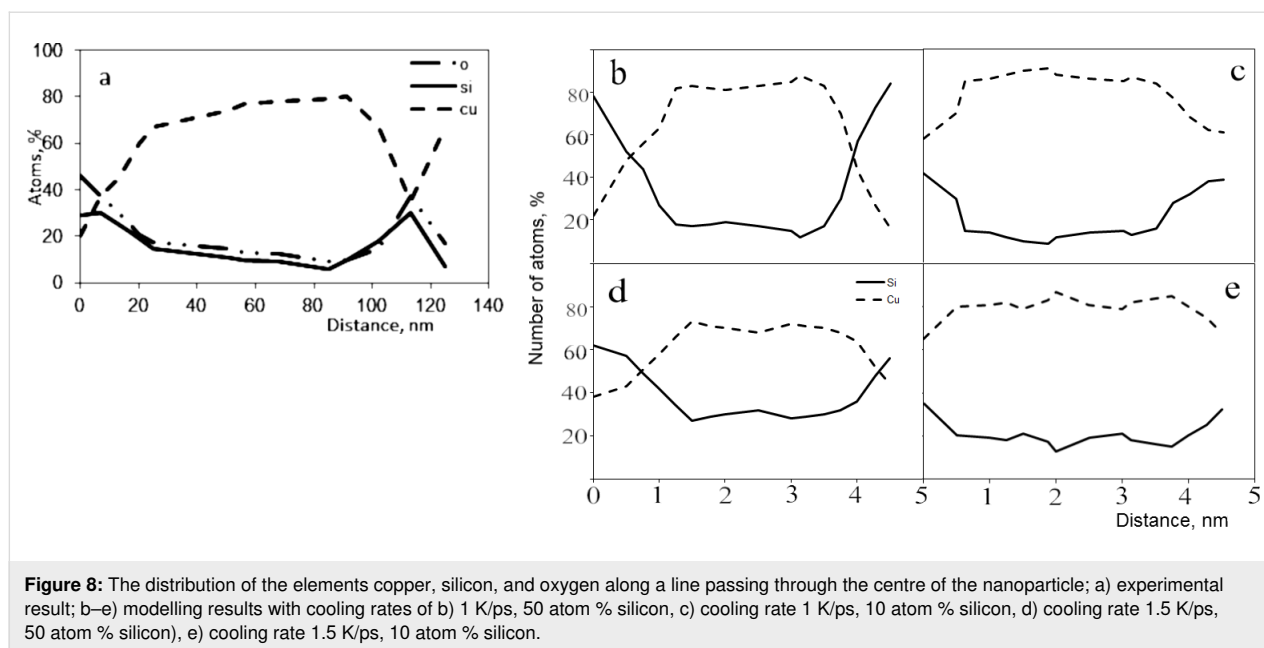 100
80
60
40
20
0
Atoms, %
a
o
si
cu
0 20 40 60 80 100 120 140
Distance, nm
Number of atoms, %
b
80
60
40
20
c
d
Si
Cu
80
60
40
20
0 1 2 3 4 5
e
1 2 3 4 5
Distance, nm
Figure 8: The distribution of the elements copper, silicon, and oxygen along a line passing through the centre of the nanoparticle; a) experimental
result; b–e) modelling results with cooling rates of b) 1 K/ps, 50 atom % silicon, c) cooling rate 1 K/ps, 10 atom % silicon, d) cooling rate 1.5 K/ps,
50 atom % silicon), e) cooling rate 1.5 K/ps, 10 atom % silicon.